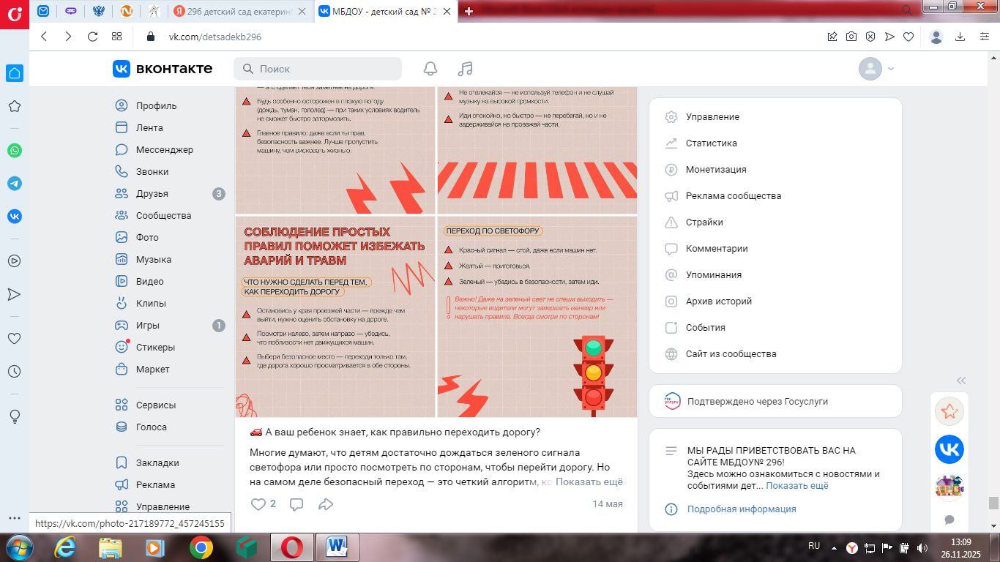 296 детский сад екатерин
МБДОУ - детский сад № 2
vk.com/detsadekb296
вконтакте
Поиск
Профиль
Лента
Мессенджер
Звонки
Друзья
3
Сообщества
Фото
Музыка
Видео
Клипы
Игры
1
Стикеры
Маркет
Сервисы
Голоса
Закладки
Реклама
Управление
— это сделает тебя заметнее на дороге.
Будь особенно осторожен в плохую погоду
(дождь, туман, гололед) — при таких условиях водитель
не сможет быстро затормозить.
Главное правило: даже если ты прав,
безопасность важнее. Лучше пропустить
машину, чем рисковать жизнью.
Не отвлекайся — не используй телефон и не слушай
музыку на высокой громкости.
Иди спокойно, но быстро — не перебегай, но и не
задерживайся на проезжей части.
СОБЛЮДЕНИЕ ПРОСТЫХ
ПРАВИЛ ПОМОЖЕТ ИЗБЕЖАТЬ
АВАРИЙ И ТРАВМ
ЧТО НУЖНО СДЕЛАТЬ ПЕРЕД ТЕМ,
КАК ПЕРЕХОДИТЬ ДОРОГУ
Остановись у края проезжей части — прежде чем
выйти, нужно оценить обстановку на дороге.
Посмотри налево, затем направо — убедись,
что поблизости нет движущихся машин.
Выбери безопасное место — переходи только там,
где дорога хорошо просматривается в обе стороны.
ПЕРЕХОД ПО СВЕТОФОРУ
Красный сигнал — стой, даже если машин нет.
Желтый — приготовься.
Зеленый — убедись в безопасности, затем иди.
Важно! Даже на зеленый свет не спеши выходить —
некоторые водители могут завершать маневр или
нарушать правила. Всегда смотри по сторонам!
А ваш ребенок знает, как правильно переходить дорогу?
Многие думают, что детям достаточно дождаться зеленого сигнала
светофора или просто посмотреть по сторонам, чтобы перейти дорогу. Но
на самом деле безопасный переход — это четкий алгоритм, ко Показать ещё
2
14 мая
Управление
Статистика
Монетизация
Реклама сообщества
Страйки
Комментарии
Упоминания
Архив историй
События
Сайт из сообщества
гос
услуги
Подтверждено через Госуслуги
МЫ РАДЫ ПРИВЕТСТВОВАТЬ ВАС НА
САЙТЕ МБДОУ№ 296!
Здесь можно ознакомиться с новостями и
событиями дет... Показать ещё
Подробная информация
https://vk.com/photo-217189772_457245155
RU
13:09
26.11.2025